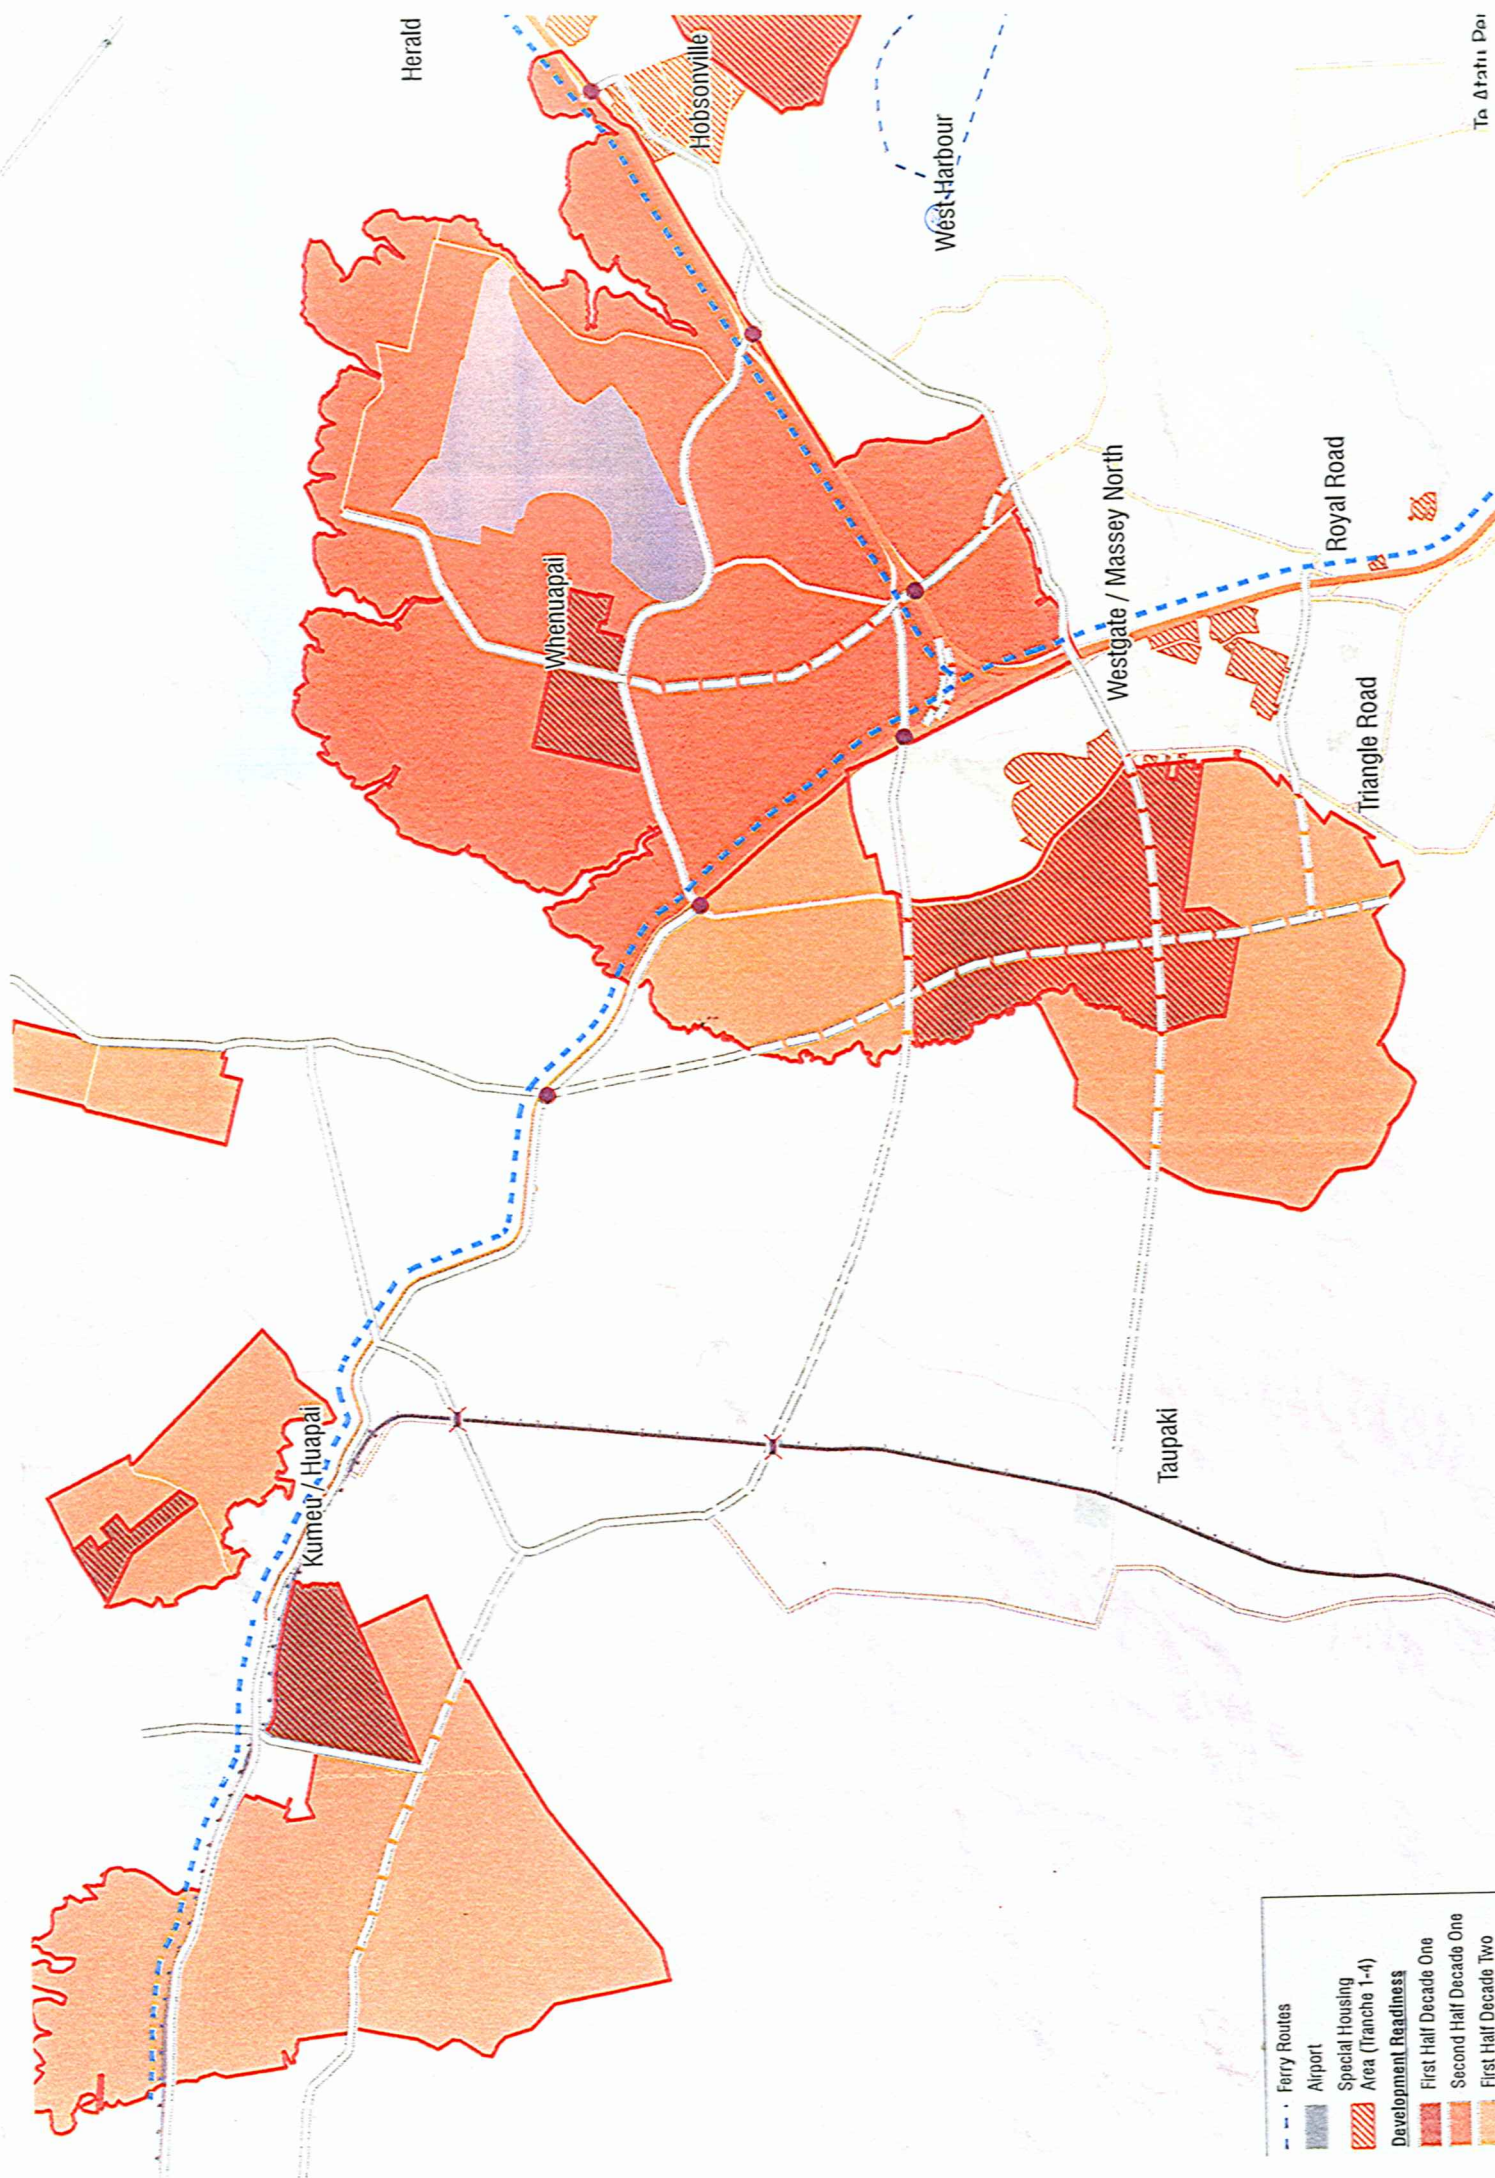 Kumeu / Huapai
Taupaki
Whenuapai
Westgate / Massey North
Triangle Road
Royal Road
West Harbour
Hobsonville
Herald
Ferry Routes
Airport
Special Housing
Area (Tranche 1-4)
Development Readiness
First Half Decade One
Second Half Decade One
First Half Decade Two